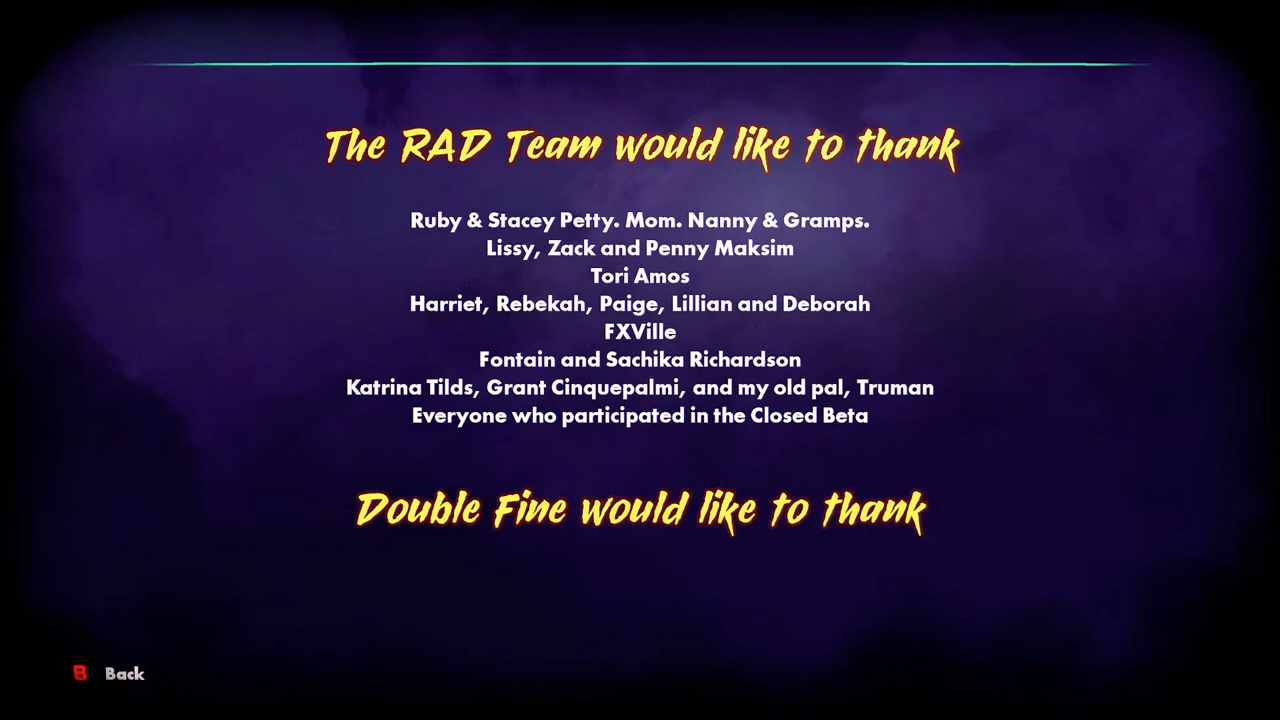 The RAD Team would like to thank
Ruby & Stacey Petty. Mom. Nanny & Gramps.
Lissy, Zack and Penny Maksim
Tori Amos
Harriet, Rebekah, Paige, Lillian and Deborah
FXVille
Fontain and Sachika Richardson
Katrina Tilds, Grant Cinquepalmi, and my old pal, Truman
Everyone who participated in the Closed Beta
Double Fine would like to thank
B Back